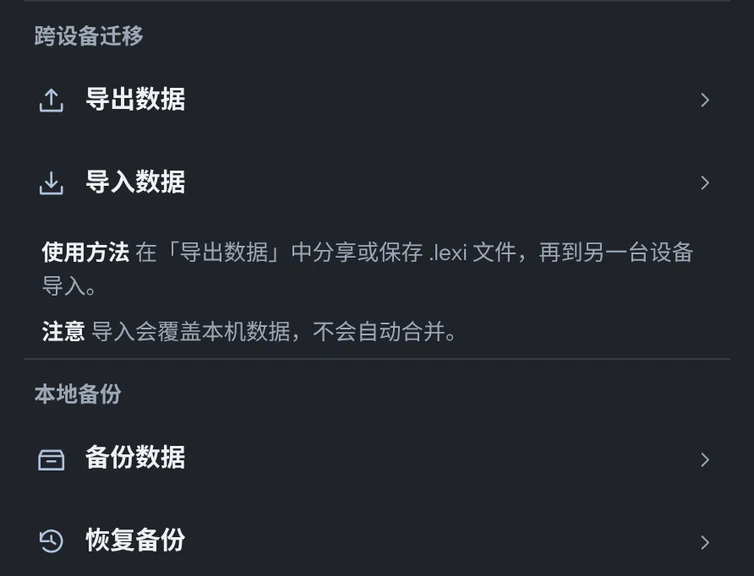 跨设备迁移
导出数据
导入数据
使用方法 在「导出数据」中分享或保存 .lexi 文件，再到另一台设备
导入。
注意 导入会覆盖本机数据，不会自动合并。
本地备份
备份数据
恢复备份